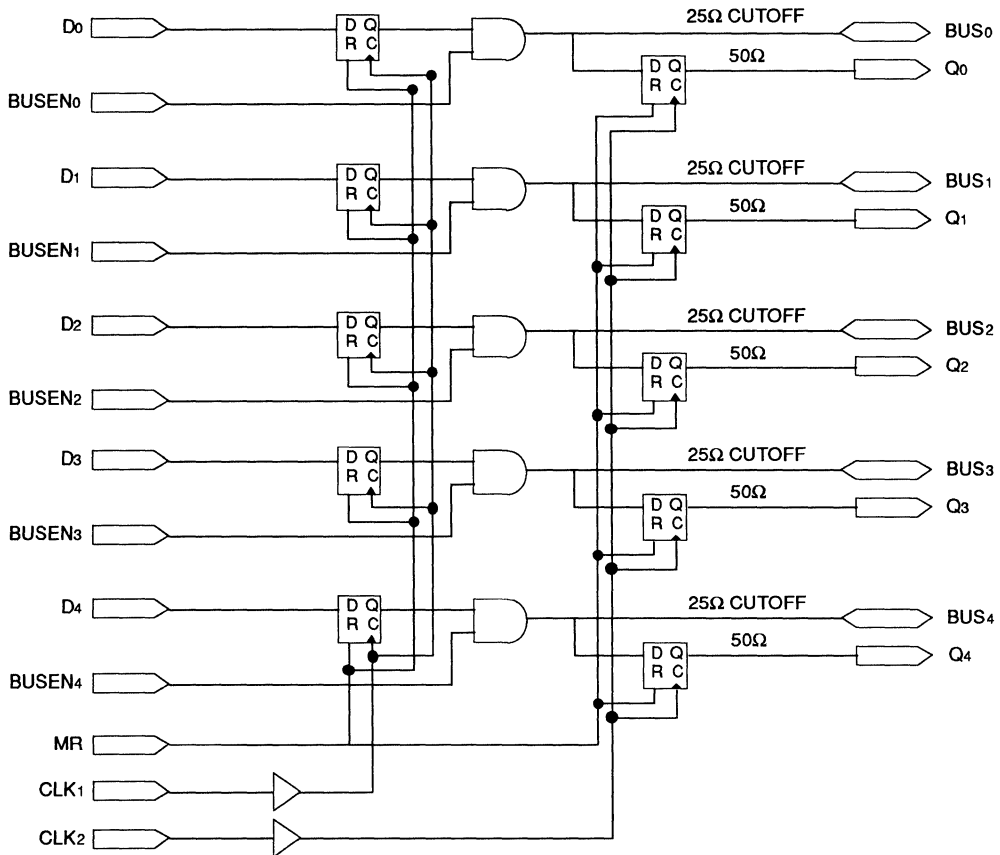 D0
D Q
R C
25Ω CUTOFF
BUS0
50Ω
D Q
R C
Q0
BUSEN0
D1
D Q
R C
25Ω CUTOFF
BUS1
50Ω
D Q
R C
Q1
BUSEN1
D2
D Q
R C
25Ω CUTOFF
BUS2
50Ω
D Q
R C
Q2
BUSEN2
D3
D Q
R C
25Ω CUTOFF
BUS3
50Ω
D Q
R C
Q3
BUSEN3
D4
D Q
R C
25Ω CUTOFF
BUS4
50Ω
D Q
R C
Q4
BUSEN4
MR
CLK1
CLK2